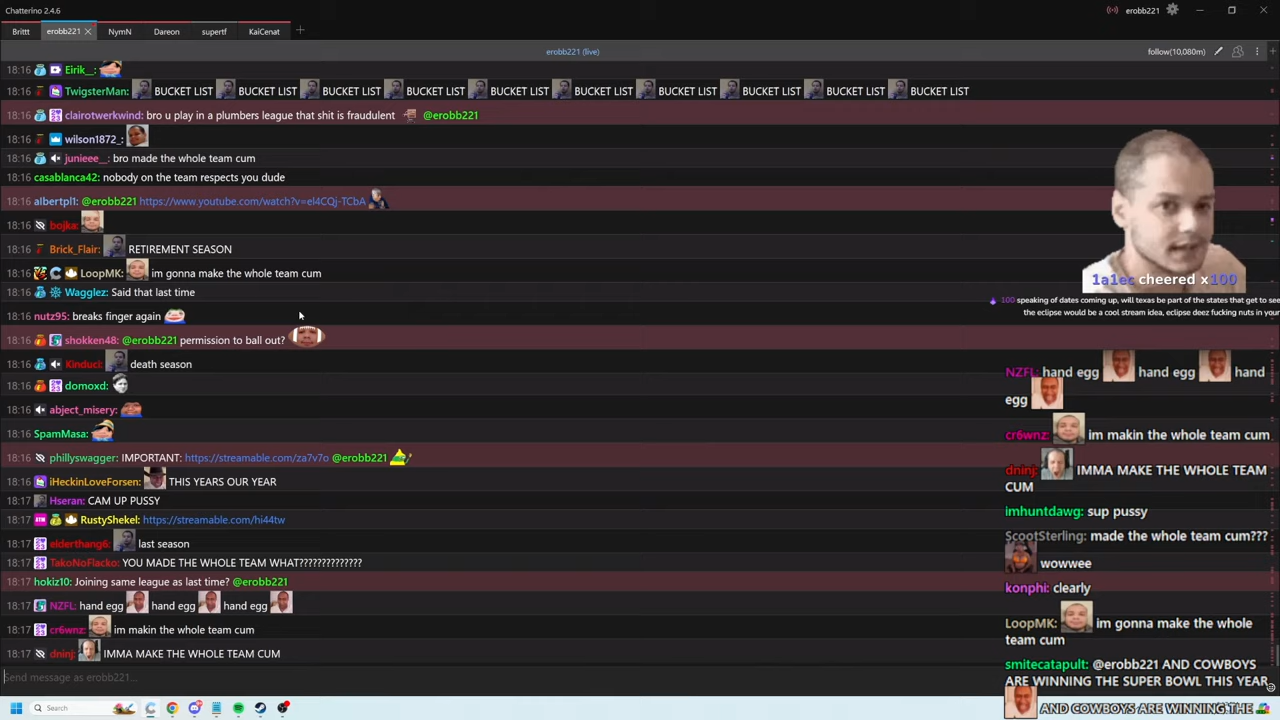 Chatterino 2.4.6
erobb221
Brittt
erobb221
NymN
Dareon
supertf
KaiCenat
erobb221 (live)
follow(10,080m)
18:16 Eirik__:
18:16 TwigsterMan: BUCKET LIST BUCKET LIST BUCKET LIST BUCKET LIST BUCKET LIST BUCKET LIST BUCKET LIST BUCKET LIST BUCKET LIST BUCKET LIST
18:16 clairotwerkwind: bro u play in a plumbers league that shit is fraudulent @erobb221
18:16 wilson1872_:
18:16 junieee__: bro made the whole team cum
casablanca42: nobody on the team respects you dude
18:16 albertpl1: @erobb221 https://www.youtube.com/watch?v=el4CQj-TCbA
18:16 bojka:
18:16 Brick_Flair: RETIREMENT SEASON
18:16 LoopMK: im gonna make the whole team cum
18:16 Wagglez: Said that last time
18:16 nutz95: breaks finger again
18:16 shokken48: @erobb221 permission to ball out?
18:16 Kinduci: death season
18:16 domoxd:
18:16 abject_misery:
18:16 SpamMasa:
18:16 phillyswagger: IMPORTANT: https://streamable.com/za7v7o @erobb221
18:16 iHeckinLoveForsen: THIS YEARS OUR YEAR
18:17 Hseran: CAM UP PUSSY
18:17 RustyShekel: https://streamable.com/hi44tw
18:17 elderthang6: last season
18:17 TakoNoFlacko: YOU MADE THE WHOLE TEAM WHAT?????????????
18:17 hokiz10: Joining same league as last time? @erobb221
18:17 NZFL: hand egg hand egg hand egg
18:17 cr6wnz: im makin the whole team cum
18:17 dninj: IMMA MAKE THE WHOLE TEAM CUM
Send message as erobb221...
1a1ec cheered x100
100 speaking of dates coming up, will texas be part of the states that get to see
the eclipse would be a cool stream idea, eclipse deez fucking nuts in your
NZFL: hand egg hand egg hand
egg
cr6wnz: im makin the whole team cum
dninj: IMMA MAKE THE WHOLE TEAM
CUM
imhuntdawg: sup pussy
ScootSterling: made the whole team cum???
wowwee
konphi: clearly
LoopMK: im gonna make the whole
team cum
smitecatapult: @erobb221 AND COWBOYS
ARE WINNING THE SUPER BOWL THIS YEAR
AND COWBOYS ARE WINNING THE
Search